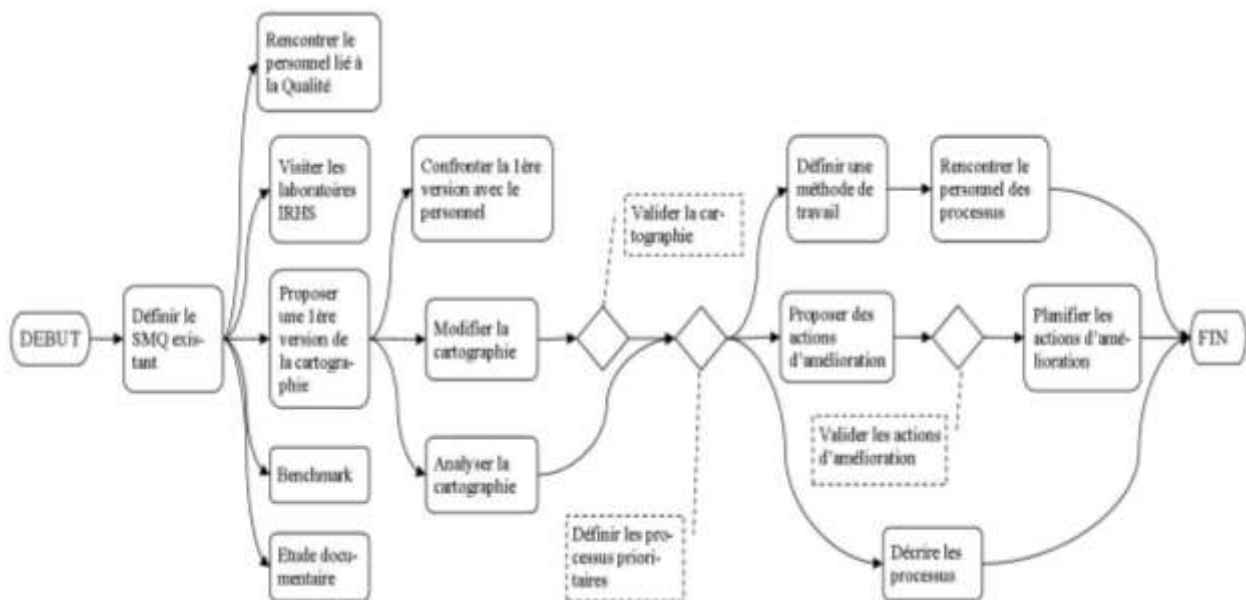 Rencontrer le
personnel lié à
la Qualité
Visiter les
laboratoires
IRHS
Confronter la 1ère
version avec le
personnel
Valider la car-
tographie
Définir une
méthode de
travail
Rencontrer le
personnel des
processus
DEBUT
Définir le
SMQ exis-
tant
Proposer
une 1ère
version de
la cartogra-
phie
Modifier la
cartographie
Proposer des
actions
d’amélioration
Planifier les
actions d’amé-
lioration
FIN
Analyser la
cartographie
Valider les actions
d’amélioration
Benchmark
Définir les pro-
cessus priori-
taires
Etude docu-
mentaire
Décrire les
processus